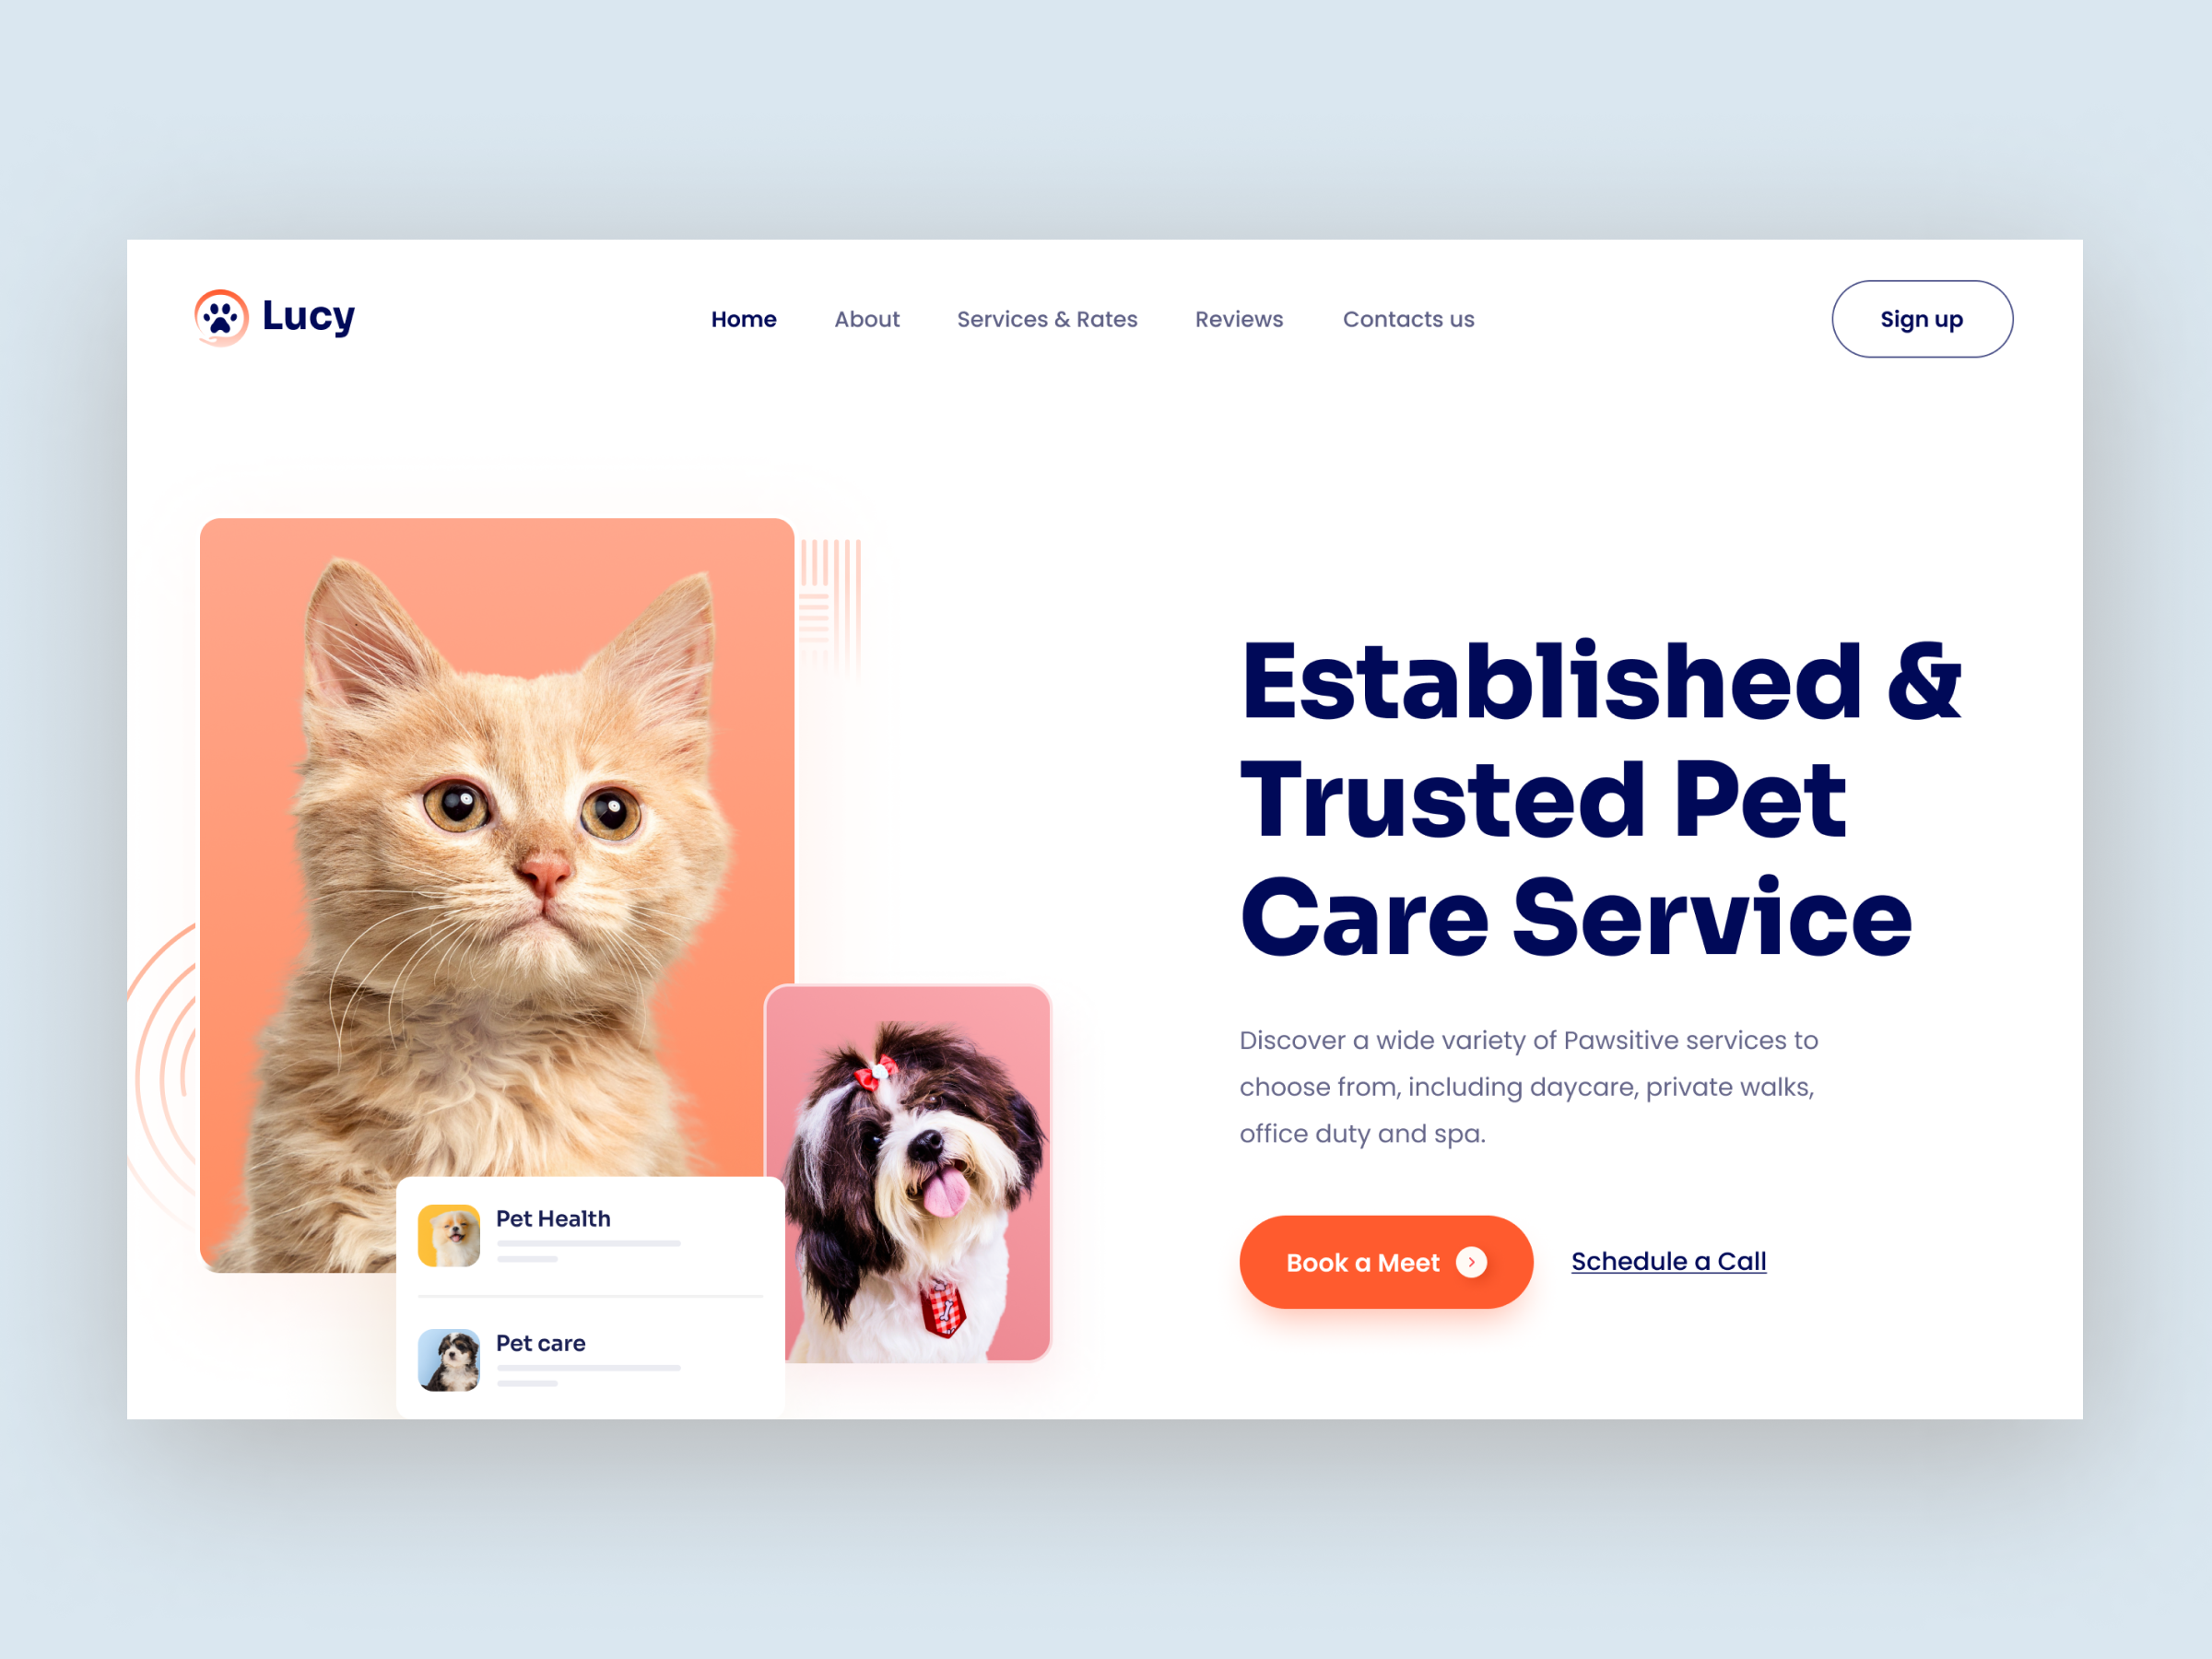 Lucy
Home
About
Services & Rates
Reviews
Contacts us
Sign up
Established &
Trusted Pet
Care Service
Discover a wide variety of Pawsitive services to
choose from, including daycare, private walks,
office duty and spa.
Book a Meet
Schedule a Call
Pet Health
Pet care